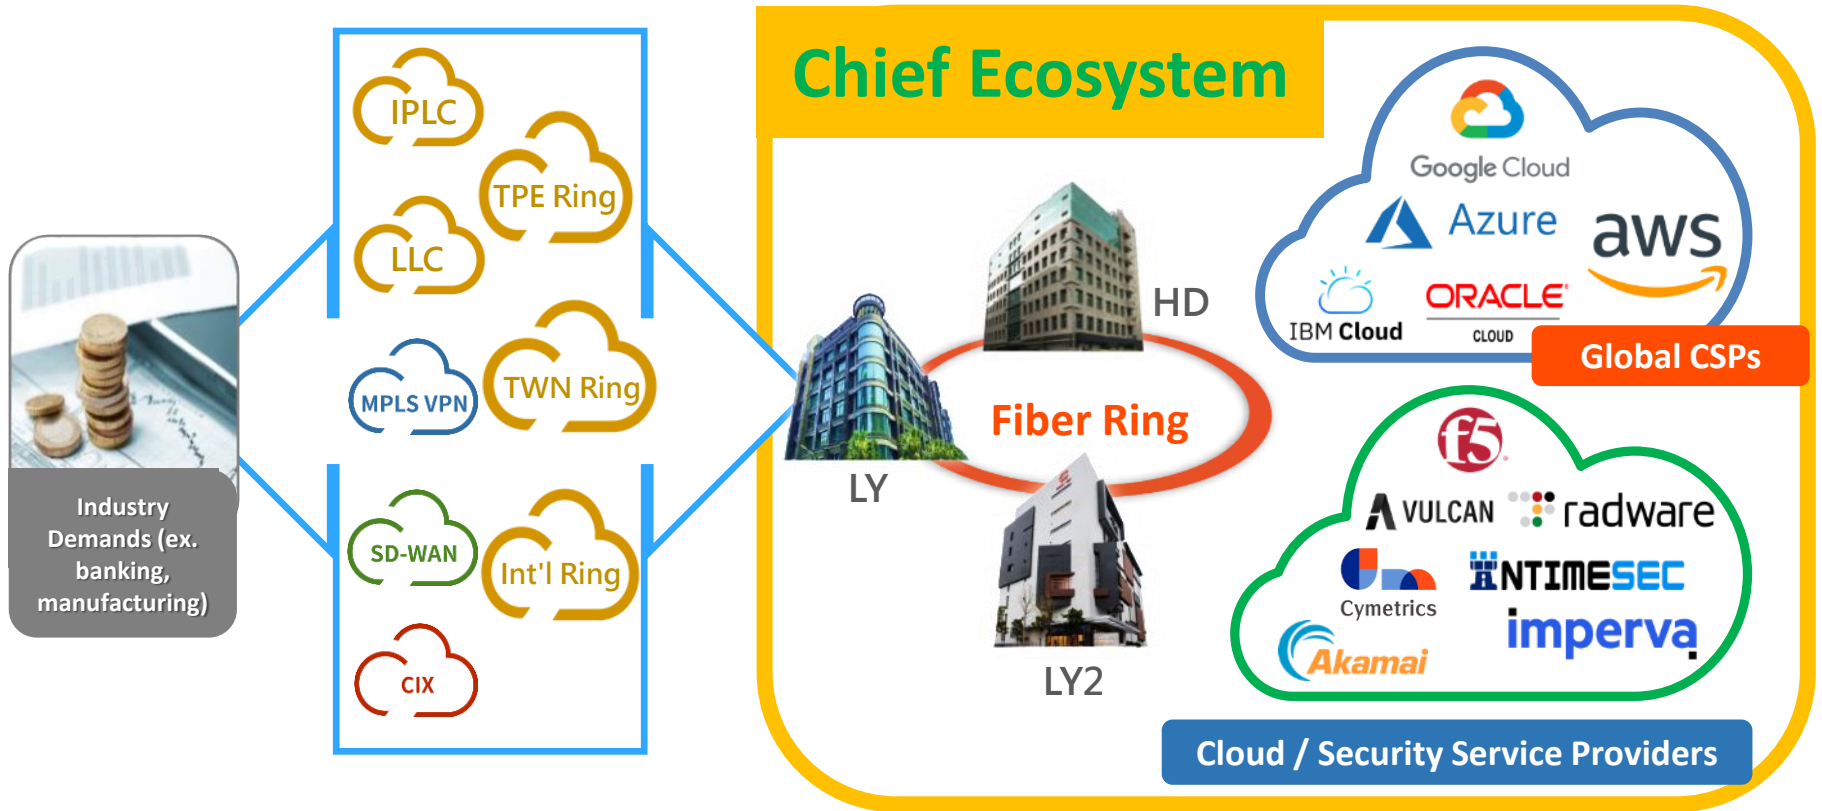 Chief Ecosystem
Industry
Demands (ex.
banking,
manufacturing)
IPLC
TPE Ring
LLC
MPLS VPN
TWN Ring
SD-WAN
Int'l Ring
CIX
HD
LY
Fiber Ring
LY2
Google Cloud
Azure
aws
IBM Cloud
ORACLE
CLOUD
Global CSPs
f5
VULCAN
radware
Cymetrics
INTIMESEC
imperva
Akamai
Cloud / Security Service Providers